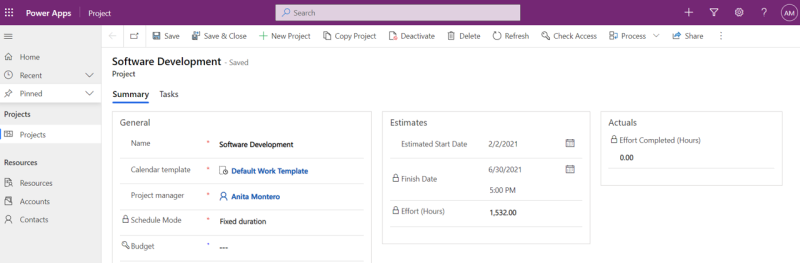 Power Apps Project Search AM
Save Save & Close New Project Copy Project Deactivate Delete Refresh Check Access Process Share
Home
Recent
Pinned
Projects
Projects
Resources
Resources
Accounts
Contacts
Software Development - Saved
Project
Summary Tasks
General
Name * Software Development
Calendar template * Default Work Template
Project manager * Anita Montero
Schedule Mode * Fixed duration
Budget * ---
Estimates
Estimated Start Date 2/2/2021
Finish Date 6/30/2021
5:00 PM
Effort (Hours) 1,532.00
Actuals
Effort Completed (Hours)
0.00